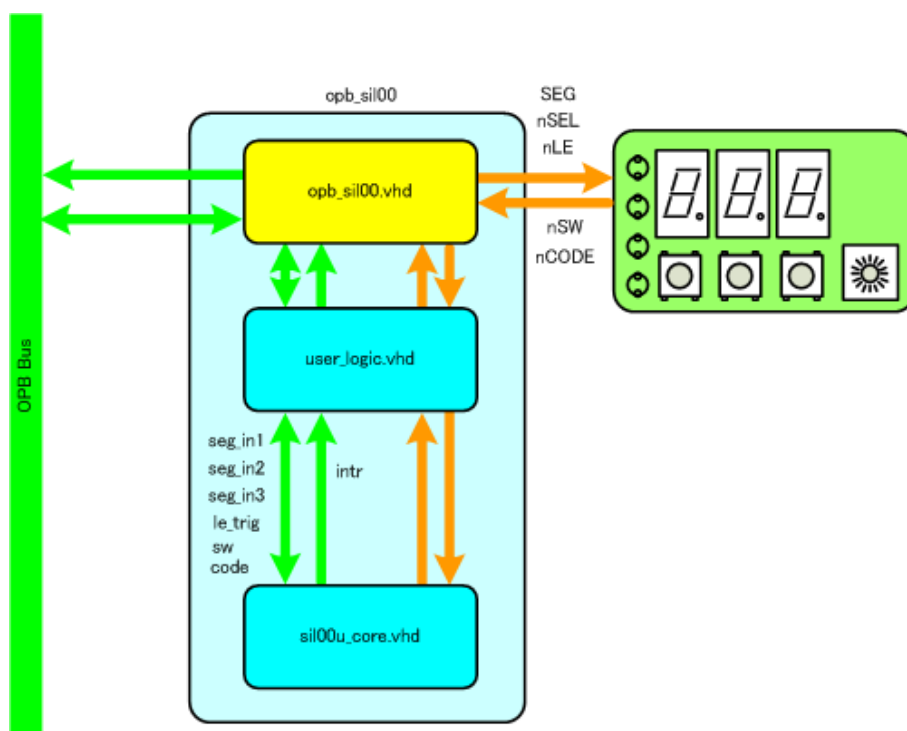 opb_sil00
SEG
nSEL
nLE
opb_sil00.vhd
nSW
nCODE
OPB Bus
user_logic.vhd
seg_in1
seg_in2
seg_in3
le_trig
sw
code
intr
sil00u_core.vhd